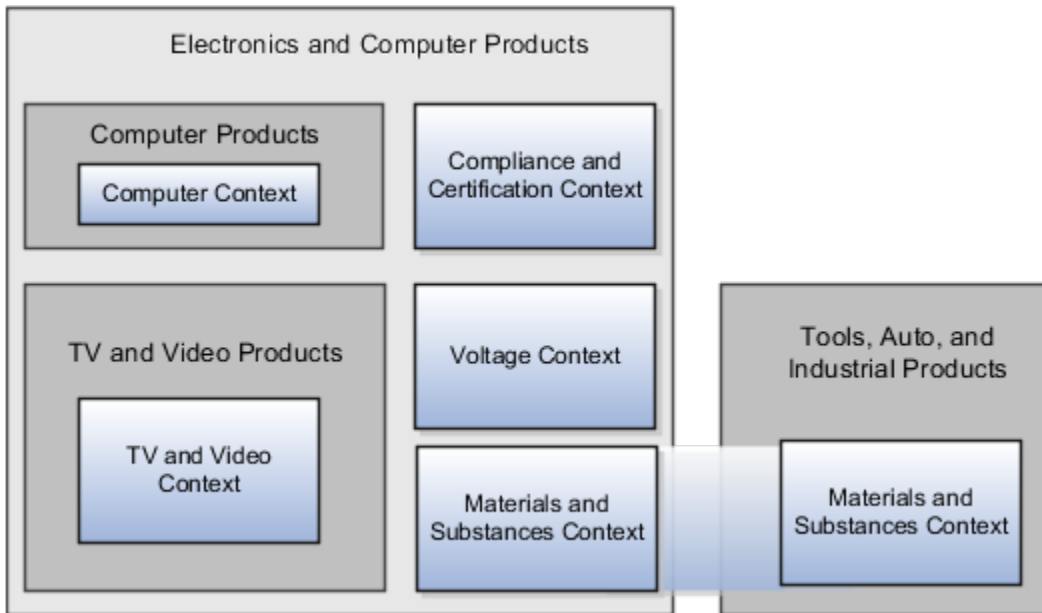 Electronics and Computer Products
Computer Products
Computer Context
Compliance and
Certification Context
TV and Video Products
TV and Video
Context
Voltage Context
Materials and
Substances Context
Tools, Auto, and
Industrial Products
Materials and
Substances Context